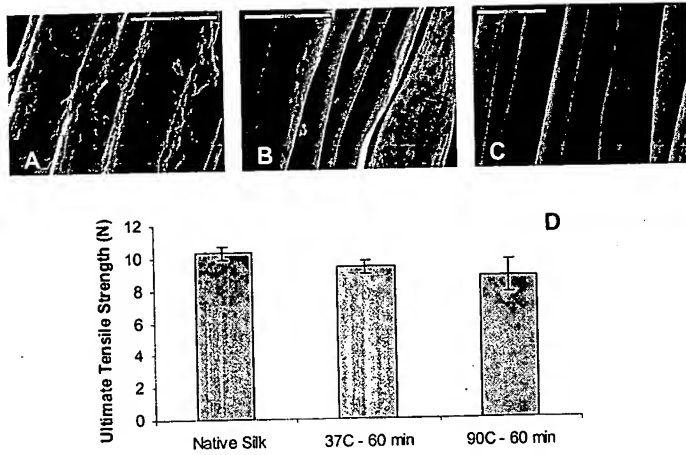 A
B
C
D
Ultimate Tensile Strength (N)
12
10
8
6
4
2
0
Native Silk
37C - 60 min
90C - 60 min